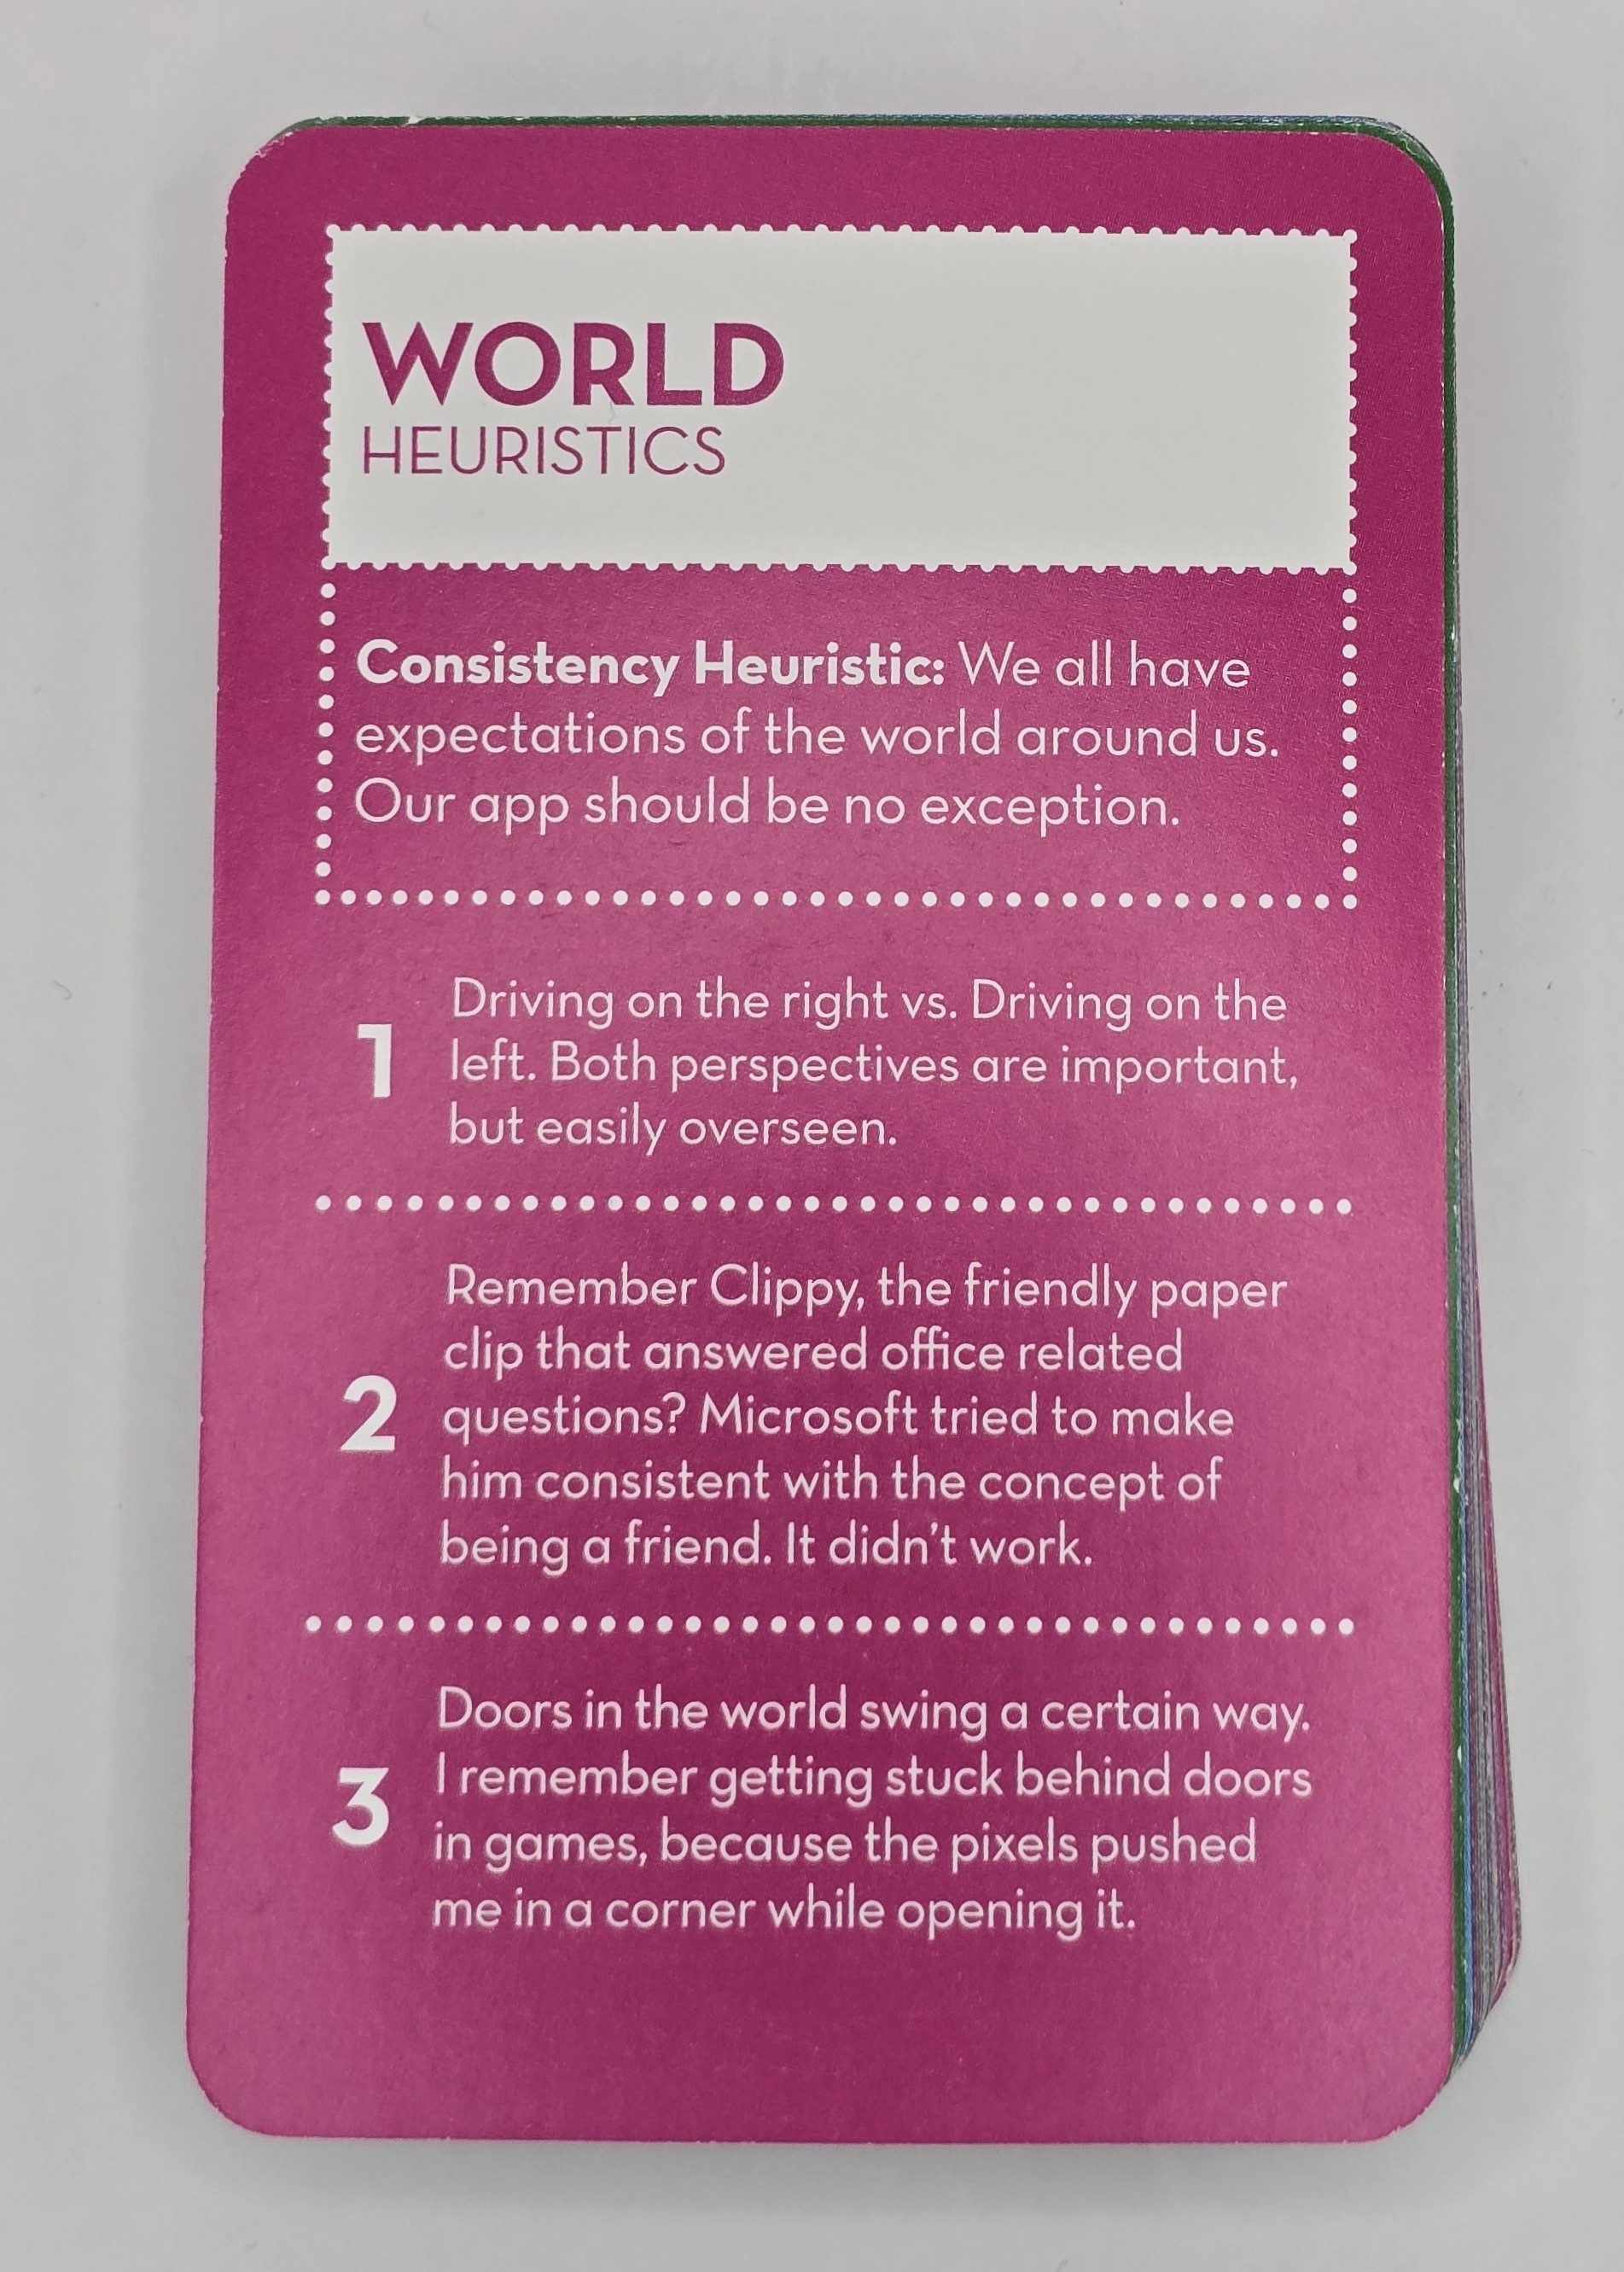 WORLD
HEURISTICS
Consistency Heuristic: We all have
expectations of the world around us.
Our app should be no exception.
1
Driving on the right vs. Driving on the
left. Both perspectives are important,
but easily overseen.
2
Remember Clippy, the friendly paper
clip that answered office related
questions? Microsoft tried to make
him consistent with the concept of
being a friend. It didn't work.
3
Doors in the world swing a certain way.
I remember getting stuck behind doors
in games, because the pixels pushed
me in a corner while opening it.